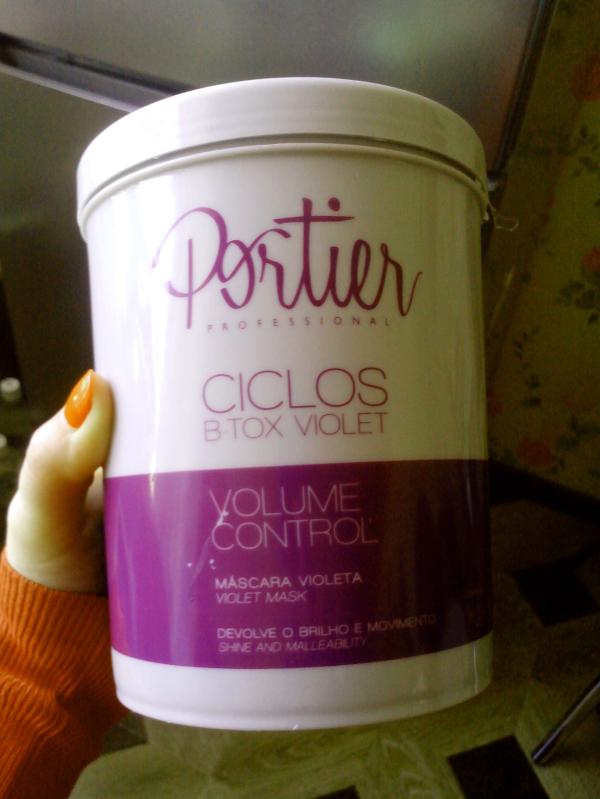 Portier
PROFESSIONAL
CICLOS
B·TOX VIOLET
VOLUME
CONTROL
MÁSCARA VIOLETA
VIOLET MASK
DEVOLVE O BRILHO E MOVIMENTO
SHINE AND MALLEABILITY